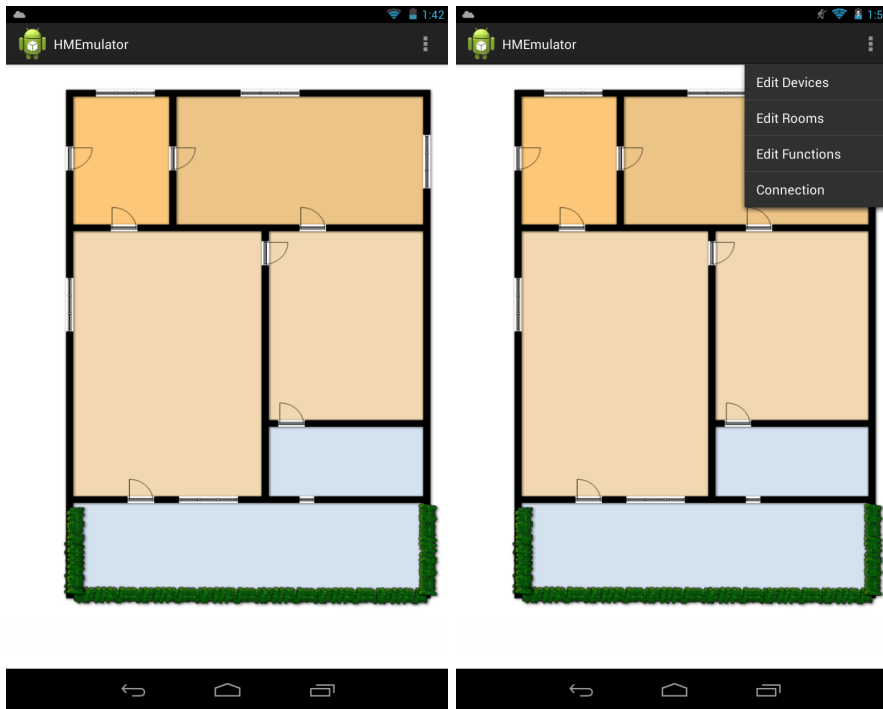 1:42
HMEmulator
1:5
HMEmulator
Edit Devices
Edit Rooms
Edit Functions
Connection